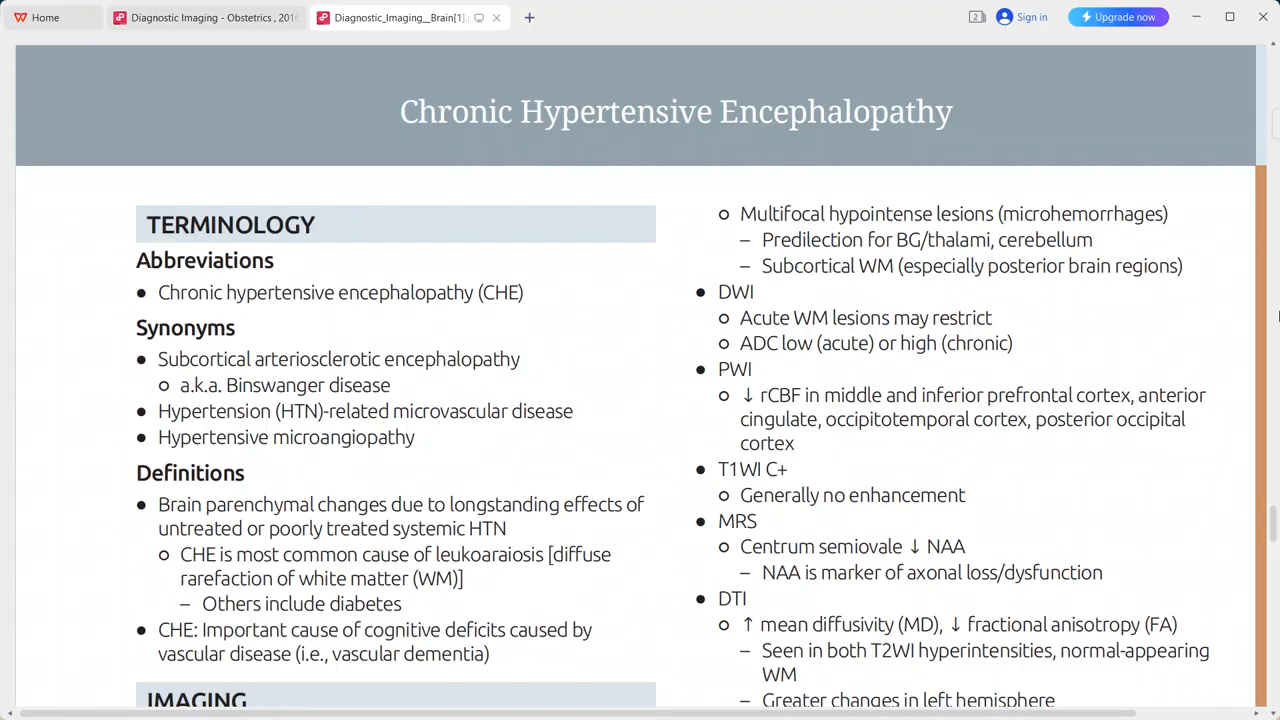 Home
Diagnostic Imaging - Obstetrics , 201
Diagnostic_Imaging__Brain[1].
Sign in
Upgrade now
Chronic Hypertensive Encephalopathy
TERMINOLOGY
Abbreviations
● Chronic hypertensive encephalopathy (CHE)
Synonyms
● Subcortical arteriosclerotic encephalopathy
○ a.k.a. Binswanger disease
● Hypertension (HTN)-related microvascular disease
● Hypertensive microangiopathy
Definitions
● Brain parenchymal changes due to longstanding effects of
untreated or poorly treated systemic HTN
○ CHE is most common cause of leukoaraiosis [diffuse
rarefaction of white matter (WM)]
– Others include diabetes
● CHE: Important cause of cognitive deficits caused by
vascular disease (i.e., vascular dementia)
IMAGING
○ Multifocal hypointense lesions (microhemorrhages)
– Predilection for BG/thalami, cerebellum
– Subcortical WM (especially posterior brain regions)
● DWI
○ Acute WM lesions may restrict
○ ADC low (acute) or high (chronic)
● PWI
○ ↓ rCBF in middle and inferior prefrontal cortex, anterior
cingulate, occipitotemporal cortex, posterior occipital
cortex
● T1WI C+
○ Generally no enhancement
● MRS
○ Centrum semiovale ↓ NAA
– NAA is marker of axonal loss/dysfunction
● DTI
○ ↑ mean diffusivity (MD), ↓ fractional anisotropy (FA)
– Seen in both T2WI hyperintensities, normal-appearing
WM
– Greater changes in left hemisphere